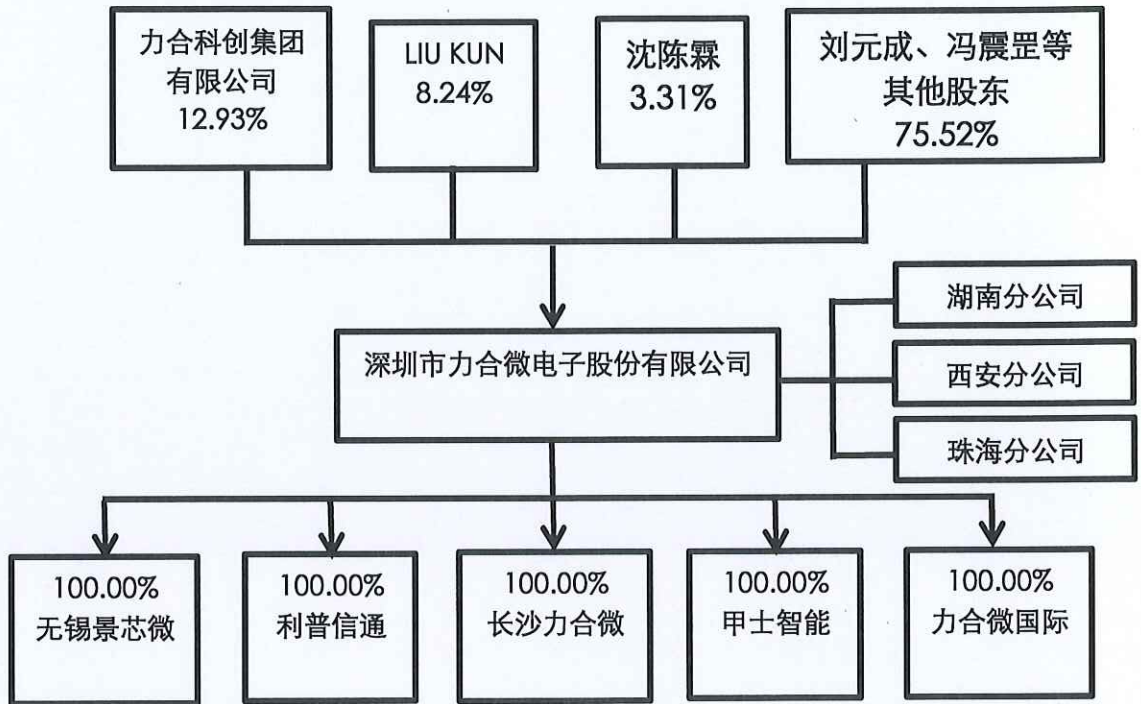 力合科创集团
有限公司
12.93%
LIU KUN
8.24%
沈陈霖
3.31%
刘元成、冯震罡等
其他股东
75.52%
深圳市力合微电子股份有限公司
湖南分公司
西安分公司
珠海分公司
100.00%
无锡景芯微
100.00%
利普信通
100.00%
长沙力合微
100.00%
甲士智能
100.00%
力合微国际